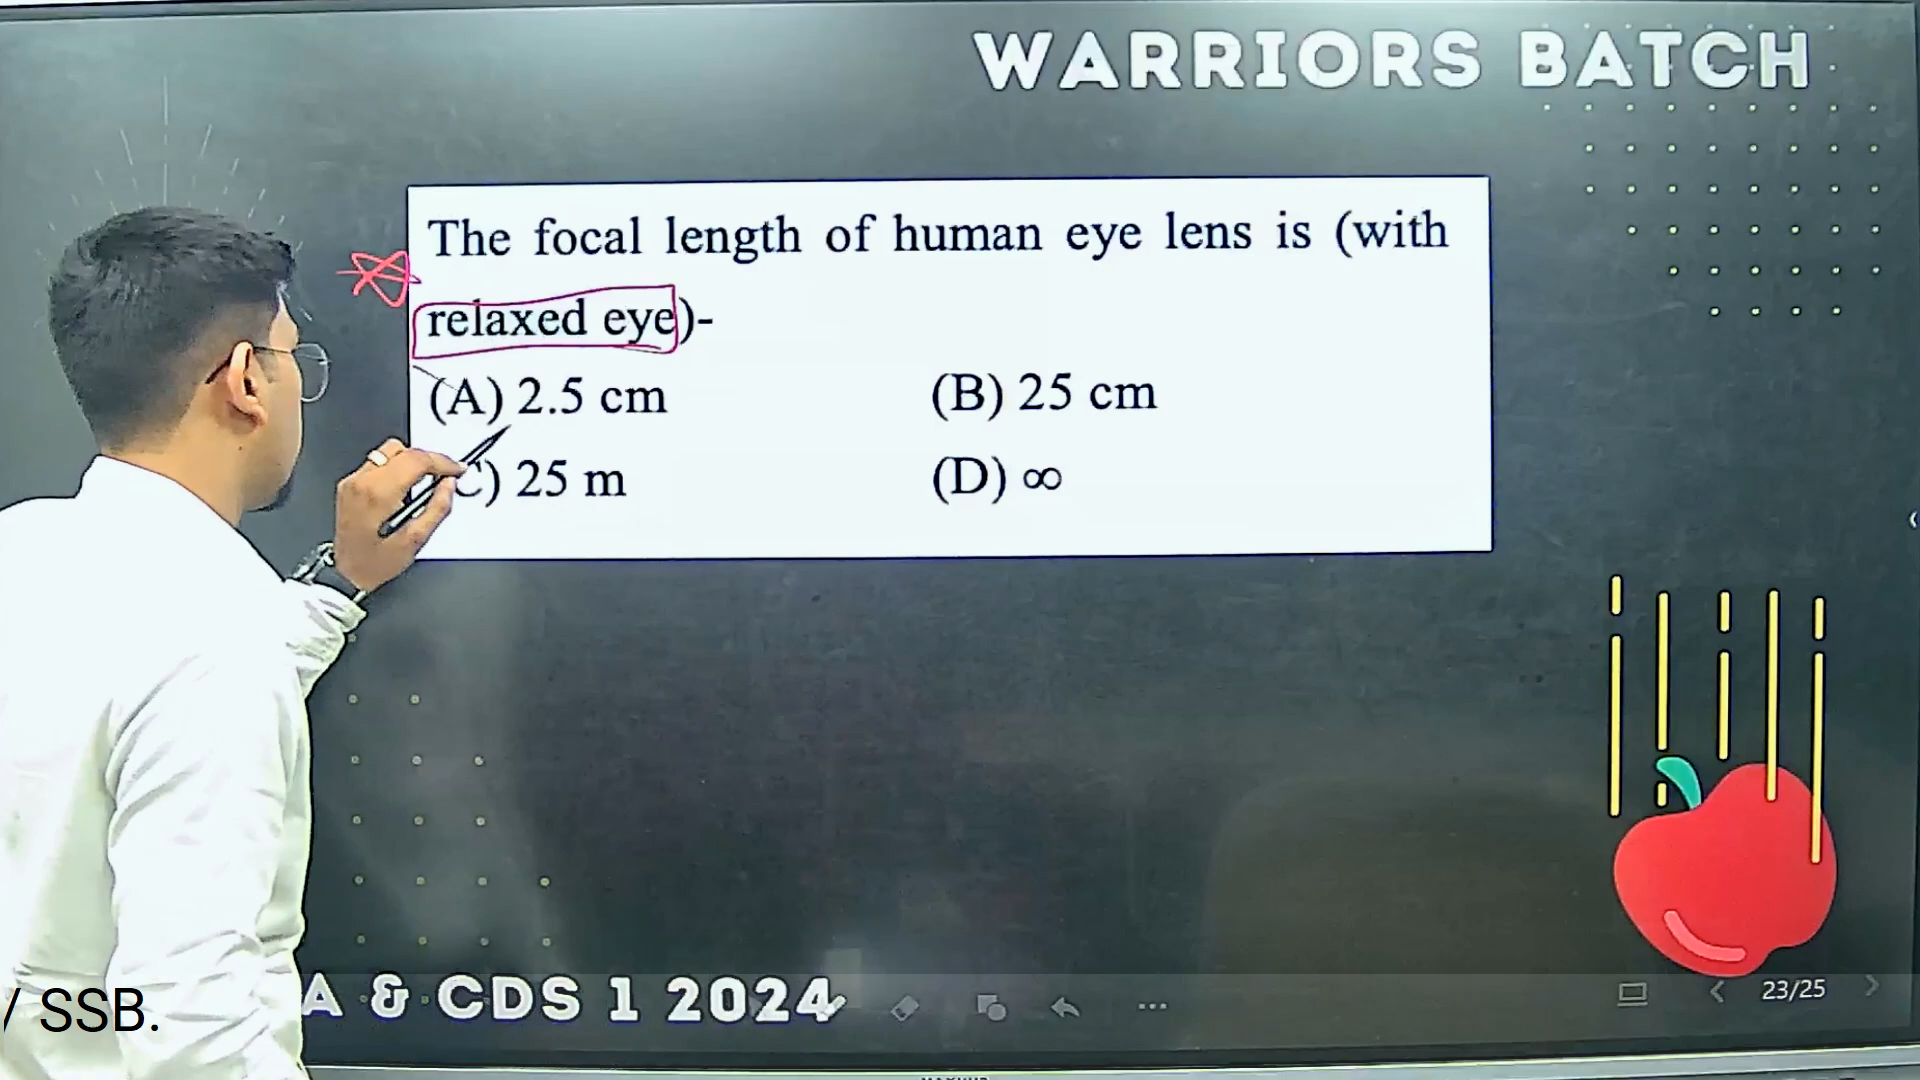 WARRIORS BATCH
The focal length of human eye lens is (with
relaxed eye)-
(A) 2.5 cm
(B) 25 cm
C) 25 m
(D) ∞
A & CDS 1 2024
/ SSB.
23/25